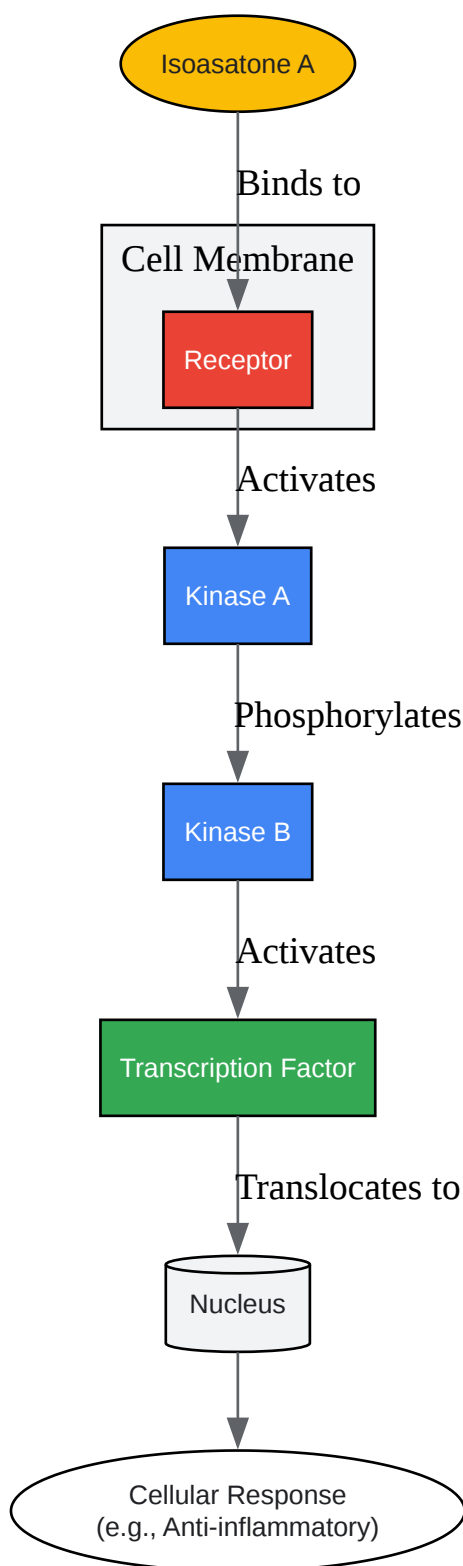 Isoasatone A
Binds to
Cell Membrane
Receptor
Activates
Kinase A
Phosphorylates
Kinase B
Activates
Transcription Factor
Translocates to
Nucleus
Cellular Response
(e.g., Anti-inflammatory)